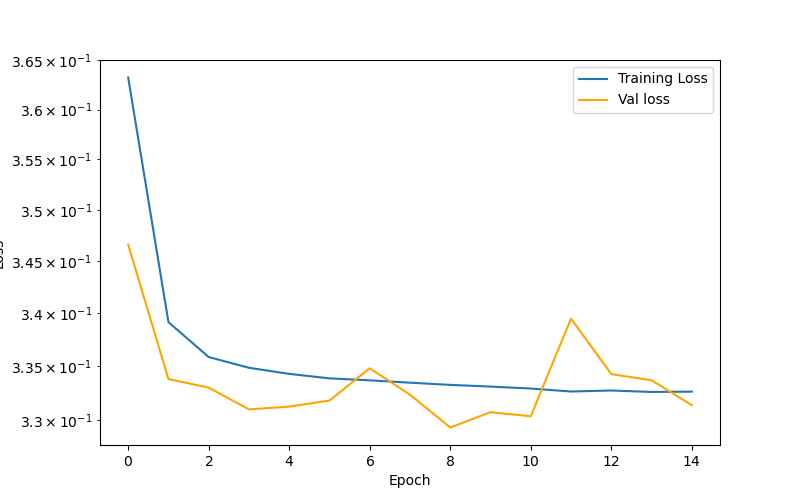 3.65 × 10⁻¹
3.6 × 10⁻¹
3.55 × 10⁻¹
3.5 × 10⁻¹
3.45 × 10⁻¹
3.4 × 10⁻¹
3.35 × 10⁻¹
3.3 × 10⁻¹
Training Loss
Val loss
0 2 4 6 8 10 12 14
Epoch